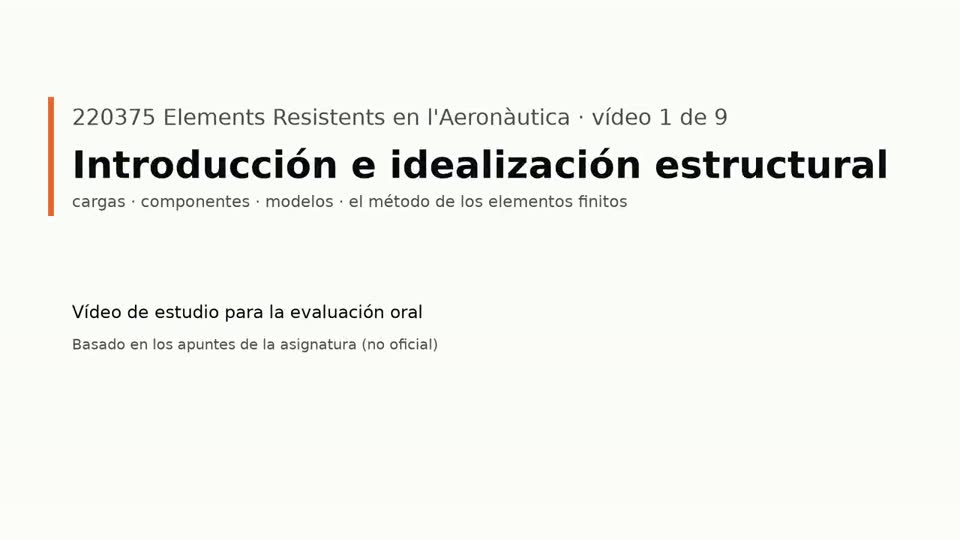 220375 Elements Resistents en l'Aeronàutica · vídeo 1 de 9
Introducción e idealización estructural
cargas · componentes · modelos · el método de los elementos finitos
Vídeo de estudio para la evaluación oral
Basado en los apuntes de la asignatura (no oficial)